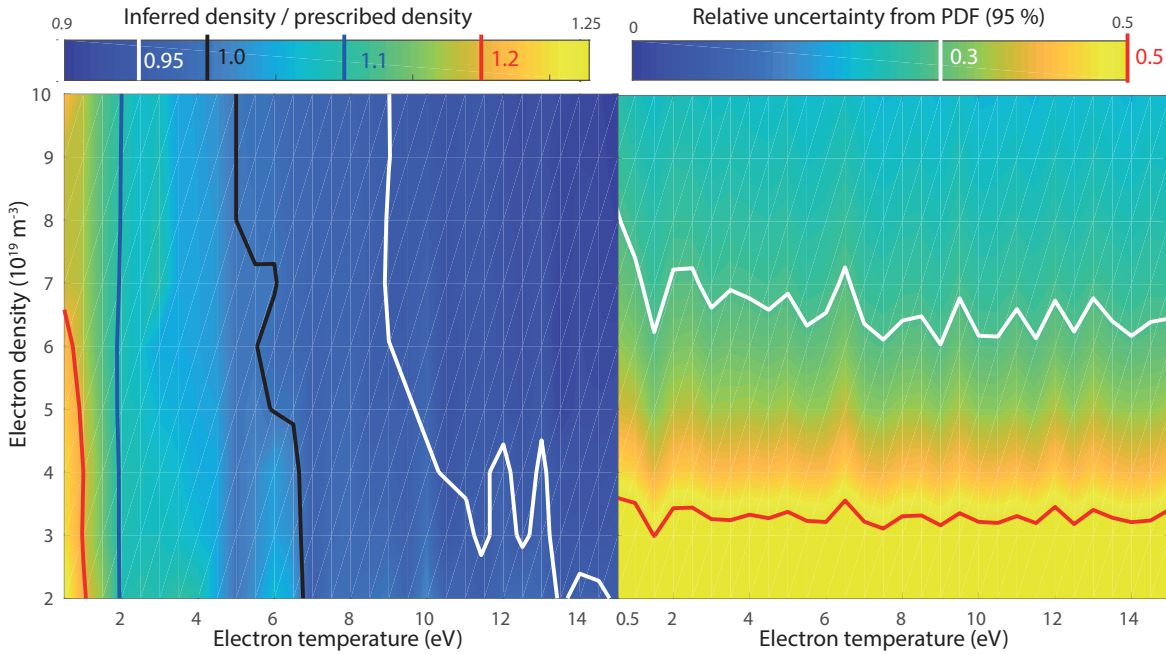 Inferred density / prescribed density
0.9 1.25
0.95 1.0 1.1 1.2
Relative uncertainty from PDF (95 %)
0 0.5
0.3 0.5
Electron density (10¹⁹ m⁻³)
10
9
8
7
6
5
4
3
2
2 4 6 8 10 12 14
Electron temperature (eV)
0.5 2 4 6 8 10 12 14
Electron temperature (eV)